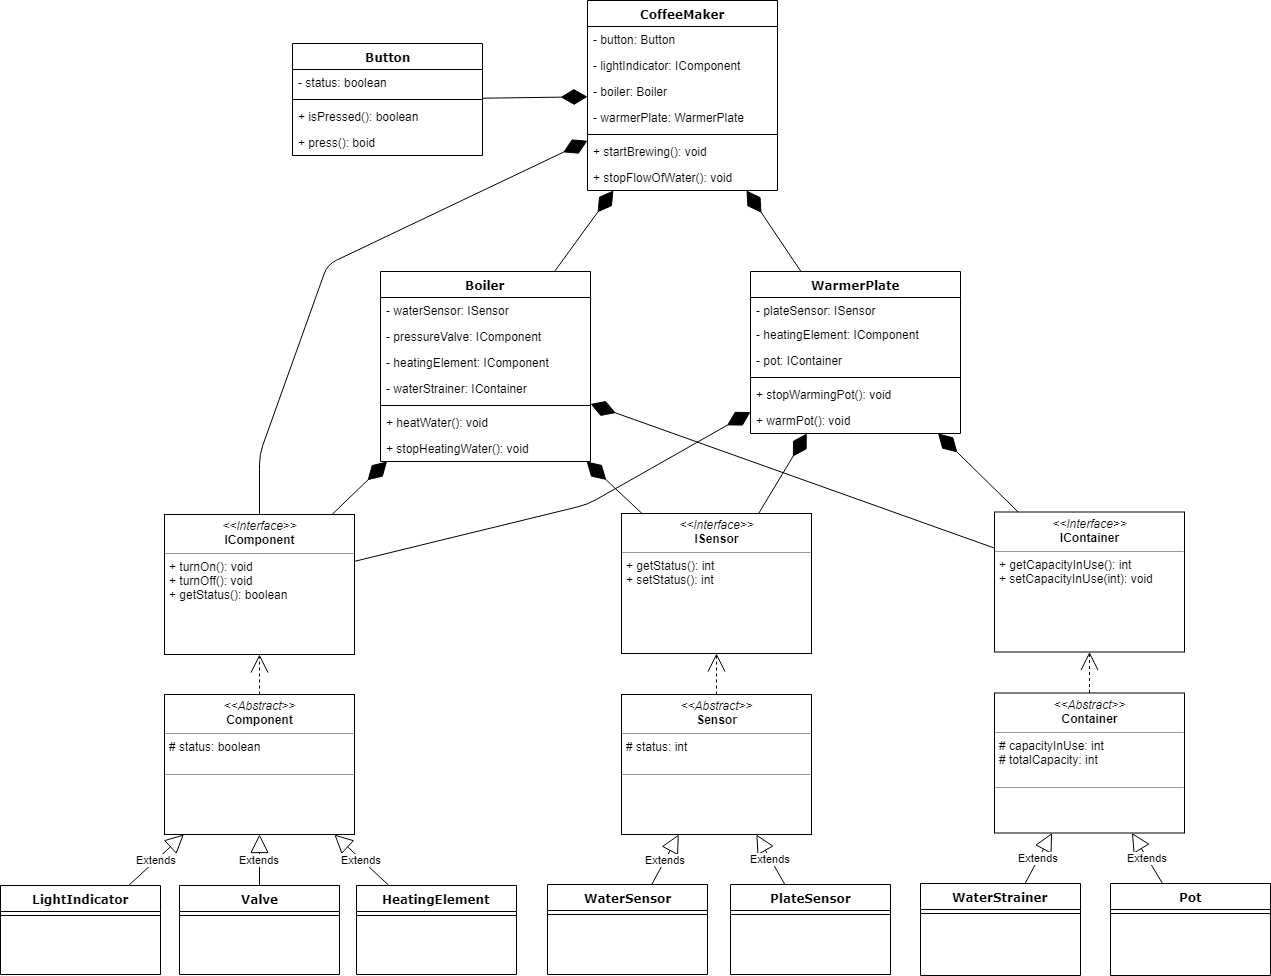 CoffeeMaker
- button: Button
- lightIndicator: IComponent
- boiler: Boiler
- warmerPlate: WarmerPlate
+ startBrewing(): void
+ stopFlowOfWater(): void
Button
- status: boolean
+ isPressed(): boolean
+ press(): boid
Boiler
- waterSensor: ISensor
- pressureValve: IComponent
- heatingElement: IComponent
- waterStrainer: IContainer
+ heatWater(): void
+ stopHeatingWater(): void
WarmerPlate
- plateSensor: ISensor
- heatingElement: IComponent
- pot: IContainer
+ stopWarmingPot(): void
+ warmPot(): void
<<Interface>>
IComponent
+ turnOn(): void
+ turnOff(): void
+ getStatus(): boolean
<<Interface>>
ISensor
+ getStatus(): int
+ setStatus(): int
<<Interface>>
IContainer
+ getCapacityInUse(): int
+ setCapacityInUse(int): void
<<Abstract>>
Component
# status: boolean
<<Abstract>>
Sensor
# status: int
<<Abstract>>
Container
# capacityInUse: int
# totalCapacity: int
Extends
Extends
Extends
Extends
Extends
Extends
Extends
LightIndicator
Valve
HeatingElement
WaterSensor
PlateSensor
WaterStrainer
Pot